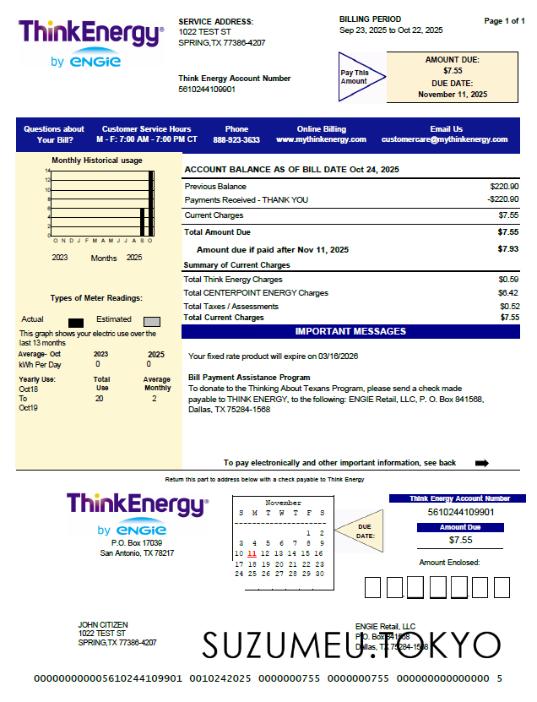 ThinkEnergy®
by ENGIE
SERVICE ADDRESS:
1022 TEST ST
SPRING,TX 77386-4207
Think Energy Account Number
5610244109901
BILLING PERIOD
Sep 23, 2025 to Oct 22, 2025
Page 1 of 1
Pay This
Amount
AMOUNT DUE:
$7.55
DUE DATE:
November 11, 2025
Questions about
Your Bill?
Customer Service Hours
M - F: 7:00 AM - 7:00 PM CT
Phone
888-923-3633
Online Billing
www.mythinkenergy.com
Email Us
customercare@mythinkenergy.com
Monthly Historical usage
14
12
10
8
6
4
2
0
O N D J F M A M J J A S O
2023 Months 2025
Types of Meter Readings:
Actual Estimated
This graph shows your electric use over the
last 13 months
Average- Oct 2023 2025
kWh Per Day 0 0
Yearly Use: Total Average
Oct18 Use Monthly
To 20 2
Oct19
ACCOUNT BALANCE AS OF BILL DATE Oct 24, 2025
Previous Balance $220.90
Payments Received - THANK YOU -$220.90
Current Charges $7.55
Total Amount Due $7.55
Amount due if paid after Nov 11, 2025 $7.93
Summary of Current Charges
Total Think Energy Charges $0.59
Total CENTERPOINT ENERGY Charges $6.42
Total Taxes / Assessments $0.52
Total Current Charges $7.55
IMPORTANT MESSAGES
Your fixed rate product will expire on 03/16/2026
Bill Payment Assistance Program
To donate to the Thinking About Texans Program, please send a check made
payable to THINK ENERGY, to the following: ENGIE Retail, LLC, P. O. Box 841568,
Dallas, TX 75284-1568
To pay electronically and other important information, see back
Return this part to address below with a check payable to Think Energy
ThinkEnergy®
by ENGIE
P.O. Box 17039
San Antonio, TX 78217
November
S M T W T F S
1 2
3 4 5 6 7 8 9
10 11 12 13 14 15 16
17 18 19 20 21 22 23
24 25 26 27 28 29 30
DUE
DATE:
Think Energy Account Number
5610244109901
Amount Due
$7.55
Amount Enclosed:
JOHN CITIZEN
1022 TEST ST
SPRING,TX 77386-4207
ENGIE Retail, LLC
P.O. Box 841568
Dallas, TX 75284-1568
SUZUMEU.TOKYO
00000000005610244109901 0010242025 0000000755 0000000755 00000000000000 5